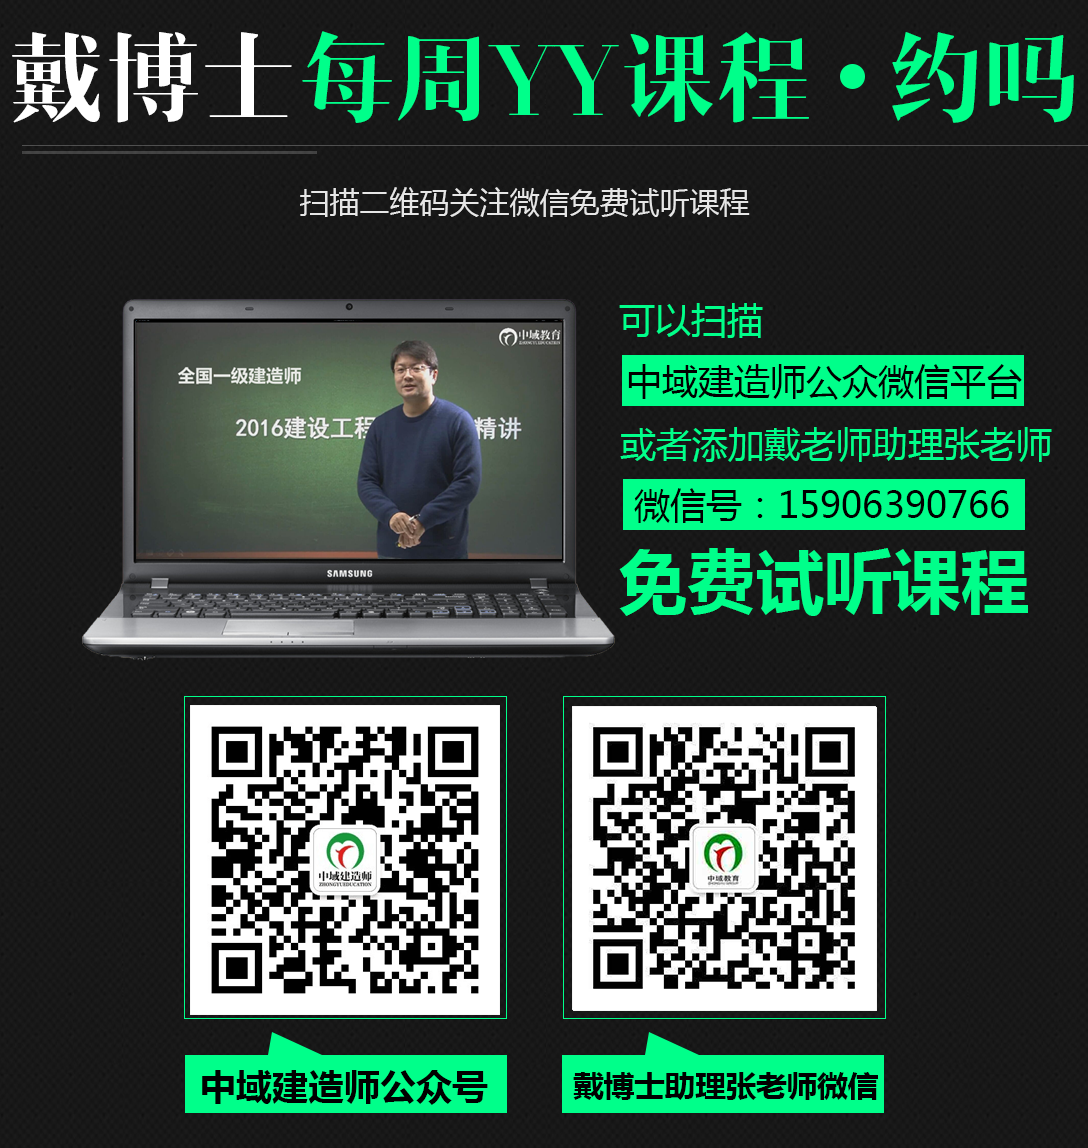 戴博士每周YY课程·约吗
扫描二维码关注微信免费试听课程
中域教育
ZHONGYUEDUCATION
全国一级建造师
2016建设工程 精讲
SAMSUNG
可以扫描
中域建造师公众微信平台
或者添加戴老师助理张老师
微信号：15906390766
免费试听课程
中域建造师
ZHONGYUEDUCATION
中域教育
中域建造师公众号
戴博士助理张老师微信